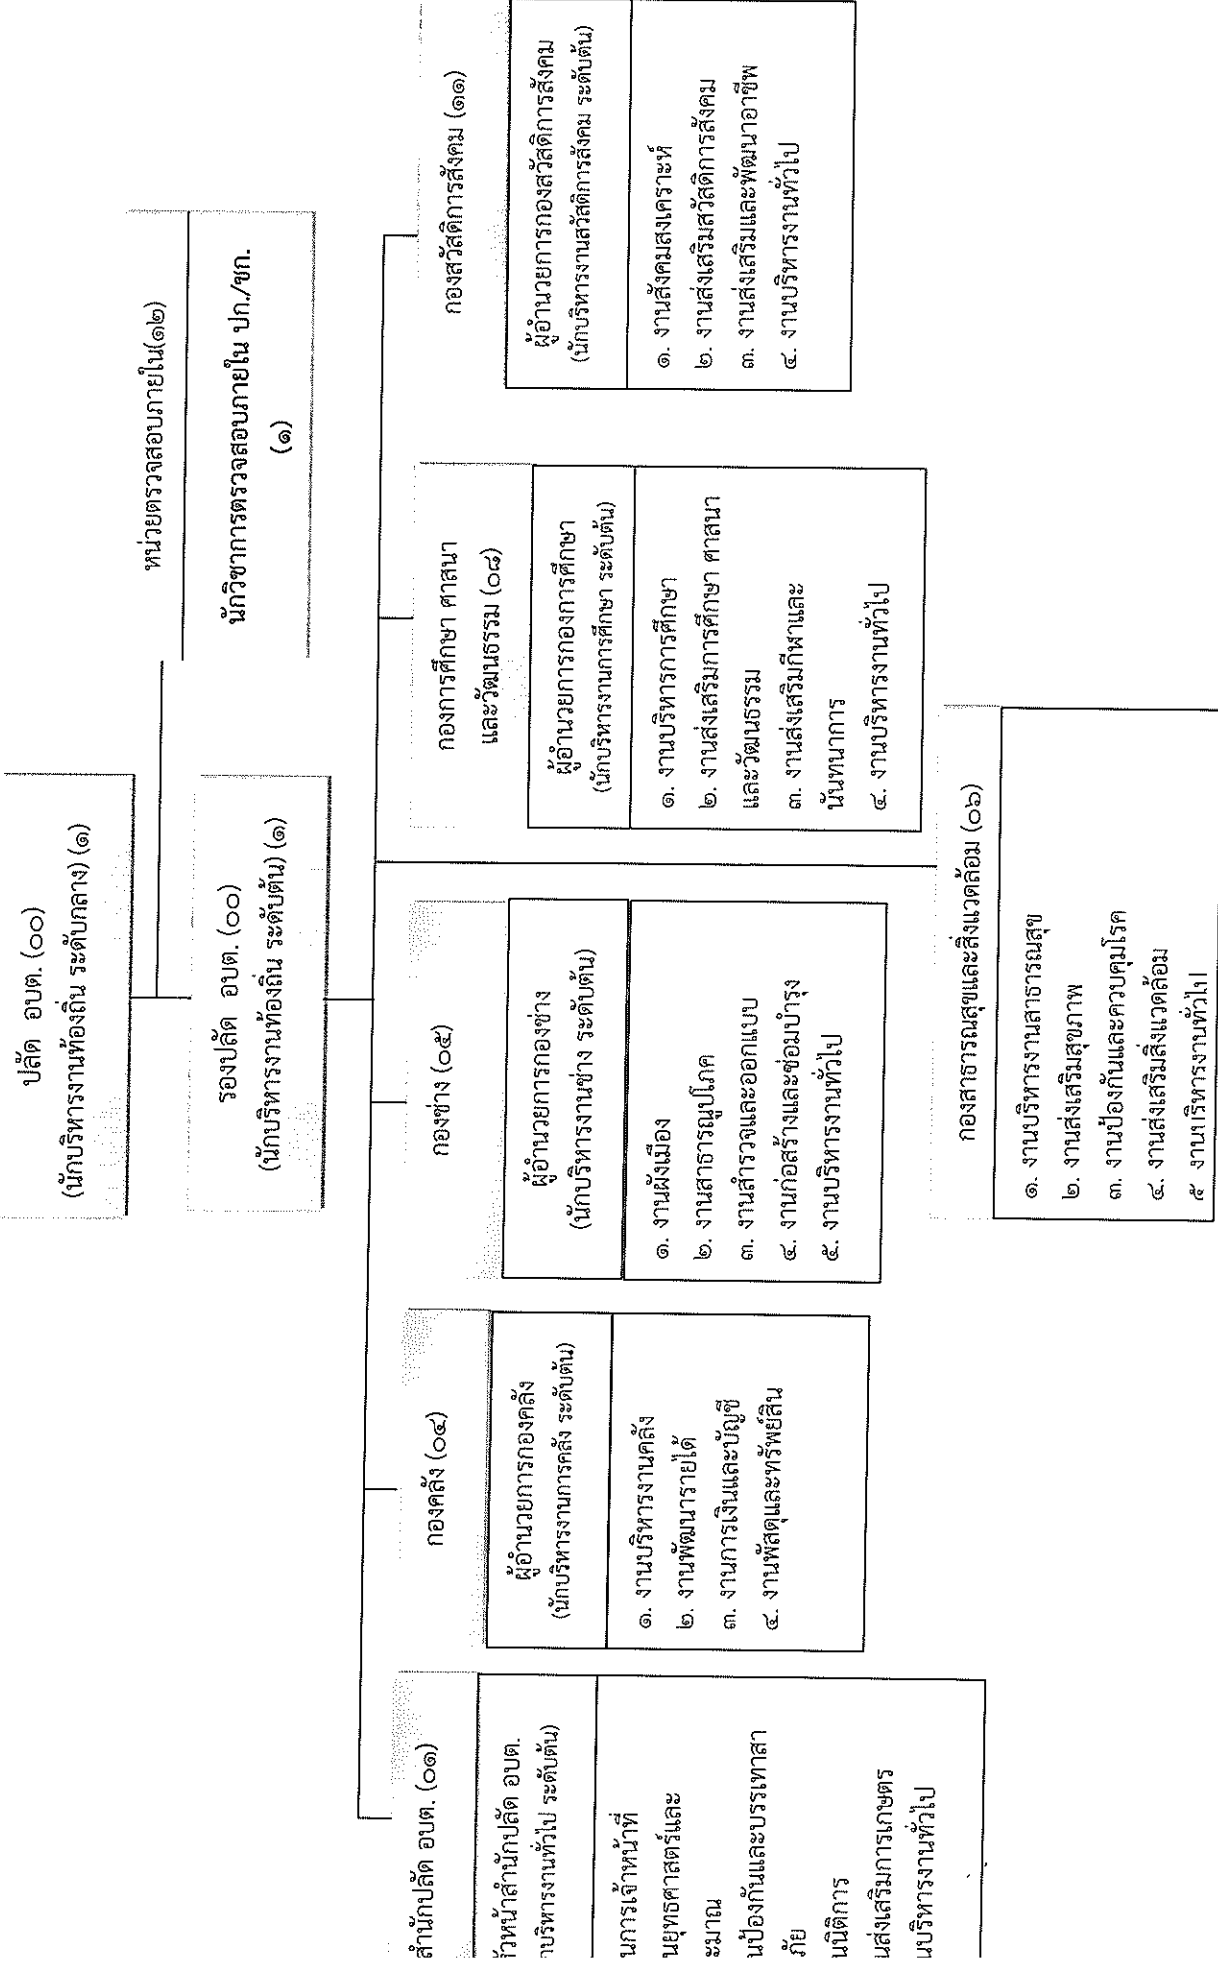 ปลัด อบต. (๐๐)
(นักบริหารงานท้องถิ่น ระดับกลาง) (๑)
หน่วยตรวจสอบภายใน(๑๒)
นักวิชาการตรวจสอบภายใน ปก./ชก.
(๑)
รองปลัด อบต. (๐๐)
(นักบริหารงานท้องถิ่น ระดับต้น) (๑)
สำนักปลัด อบต. (๐๑)
หัวหน้าสำนักปลัด อบต.
านบริหารงานทั่วไป ระดับต้น)
นการเจ้าหน้าที่
นยุทธศาสตร์และ
ะมาณ
นป้องกันและบรรเทาสา
ภัย
นนิติการ
นส่งเสริมการเกษตร
นบริหารงานทั่วไป
กองคลัง (๐๔)
ผู้อำนวยการกองคลัง
(นักบริหารงานการคลัง ระดับต้น)
๑. งานบริหารงานคลัง
๒. งานพัฒนารายได้
๓. งานการเงินและบัญชี
๔. งานพัสดุและทรัพย์สิน
กองช่าง (๐๕)
ผู้อำนวยการกองช่าง
(นักบริหารงานช่าง ระดับต้น)
๑. งานผังเมือง
๒. งานสาธารณูปโภค
๓. งานสำรวจและออกแบบ
๔. งานก่อสร้างและซ่อมบำรุง
๕. งานบริหารงานทั่วไป
กองการศึกษา ศาสนา
และวัฒนธรรม (๐๘)
ผู้อำนวยการกองการศึกษา
(นักบริหารงานการศึกษา ระดับต้น)
๑. งานบริหารการศึกษา
๒. งานส่งเสริมการศึกษา ศาสนา
และวัฒนธรรม
๓. งานส่งเสริมกีฬาและ
นันทนาการ
๔. งานบริหารงานทั่วไป
กองสวัสดิการสังคม (๑๑)
ผู้อำนวยการกองสวัสดิการสังคม
(นักบริหารงานสวัสดิการสังคม ระดับต้น)
๑. งานสังคมสงเคราะห์
๒. งานส่งเสริมสวัสดิการสังคม
๓. งานส่งเสริมและพัฒนาอาชีพ
๔. งานบริหารงานทั่วไป
กองสาธารณสุขและสิ่งแวดล้อม (๐๖)
๑. งานบริหารงานสาธารณสุข
๒. งานส่งเสริมสุขภาพ
๓. งานป้องกันและควบคุมโรค
๔. งานส่งเสริมสิ่งแวดล้อม
๕ งานบริหารงานทั่วไป